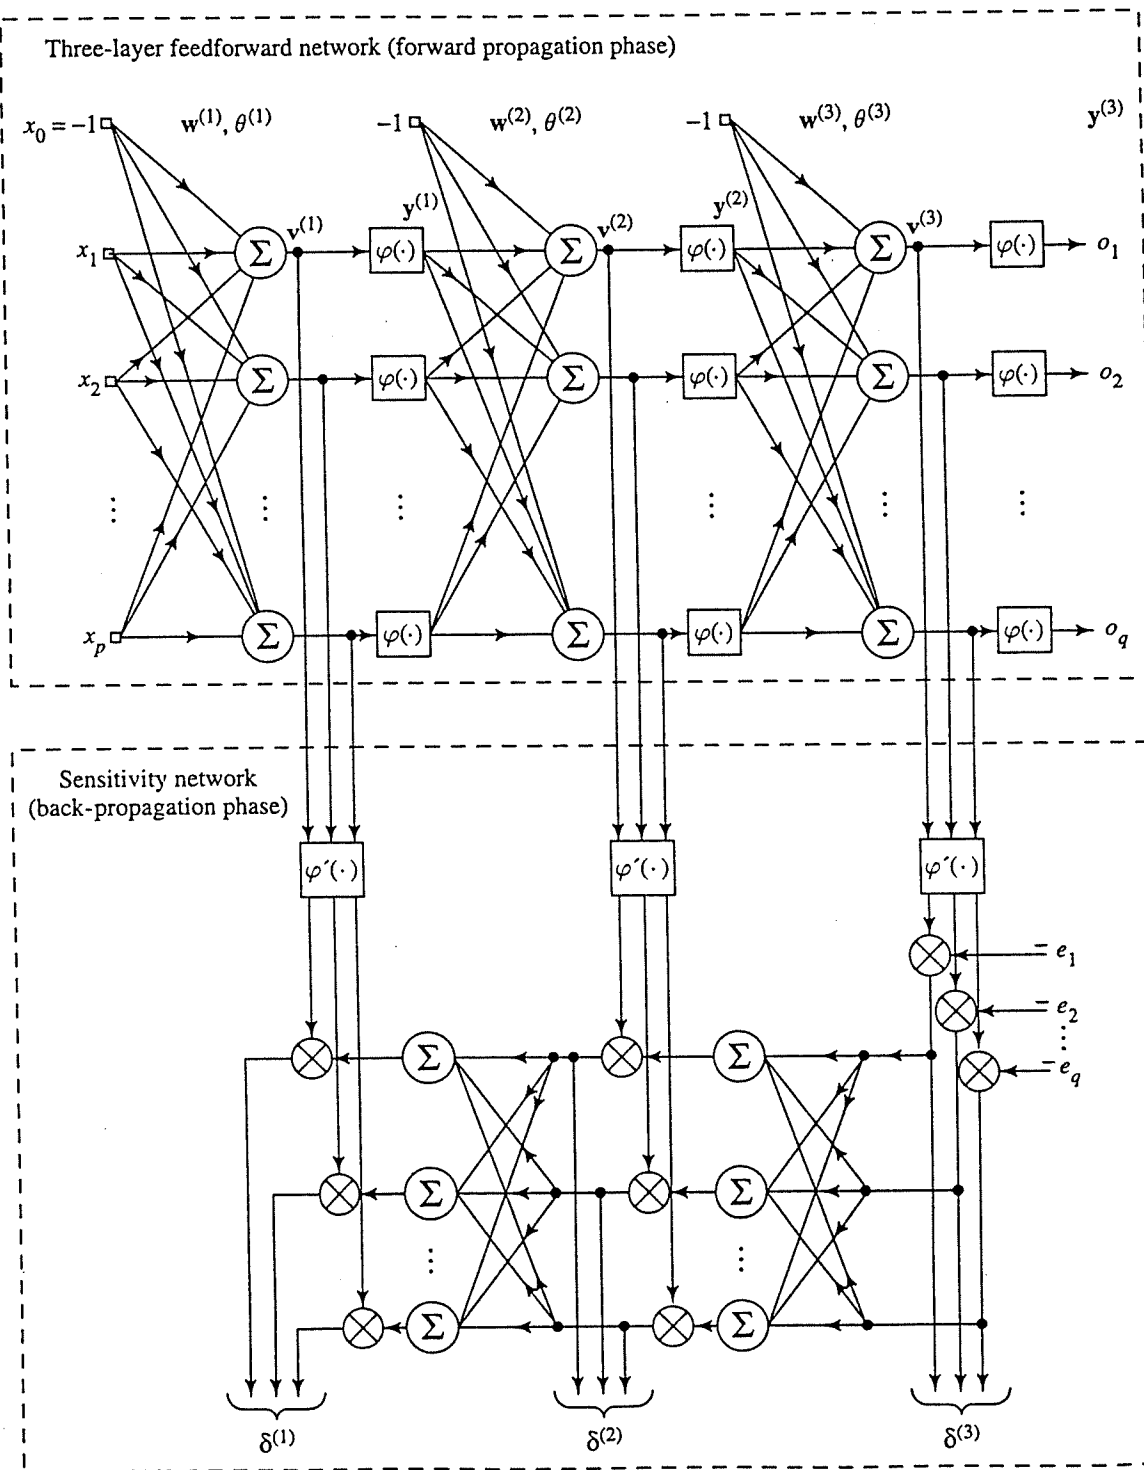 Three-layer feedforward network (forward propagation phase)
x₀ = −1 w⁽¹⁾, θ⁽¹⁾ −1 w⁽²⁾, θ⁽²⁾ −1 w⁽³⁾, θ⁽³⁾ y⁽³⁾
v⁽¹⁾ y⁽¹⁾ v⁽²⁾ y⁽²⁾ v⁽³⁾
x₁ Σ φ(·) Σ φ(·) Σ φ(·) o₁
x₂ Σ φ(·) Σ φ(·) Σ φ(·) o₂
⋮ ⋮ ⋮ ⋮ ⋮ ⋮
xₚ Σ φ(·) Σ φ(·) Σ φ(·) o_q
Sensitivity network
(back-propagation phase)
φ′(·) φ′(·) φ′(·)
− e₁
− e₂
⋮
− e_q
Σ Σ
Σ Σ
⋮ ⋮
Σ Σ
δ⁽¹⁾ δ⁽²⁾ δ⁽³⁾